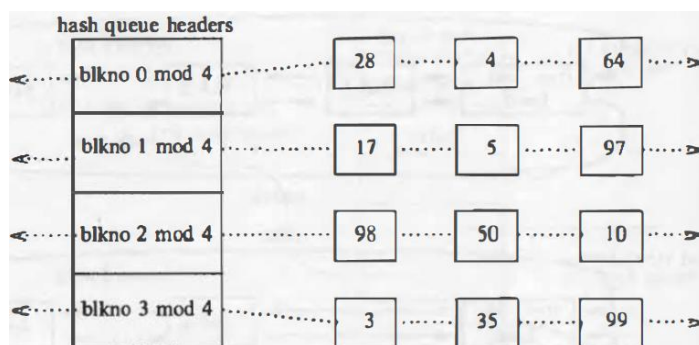 hash queue headers
blkno 0 mod 4 28 4 64
blkno 1 mod 4 17 5 97
blkno 2 mod 4 98 50 10
blkno 3 mod 4 3 35 99